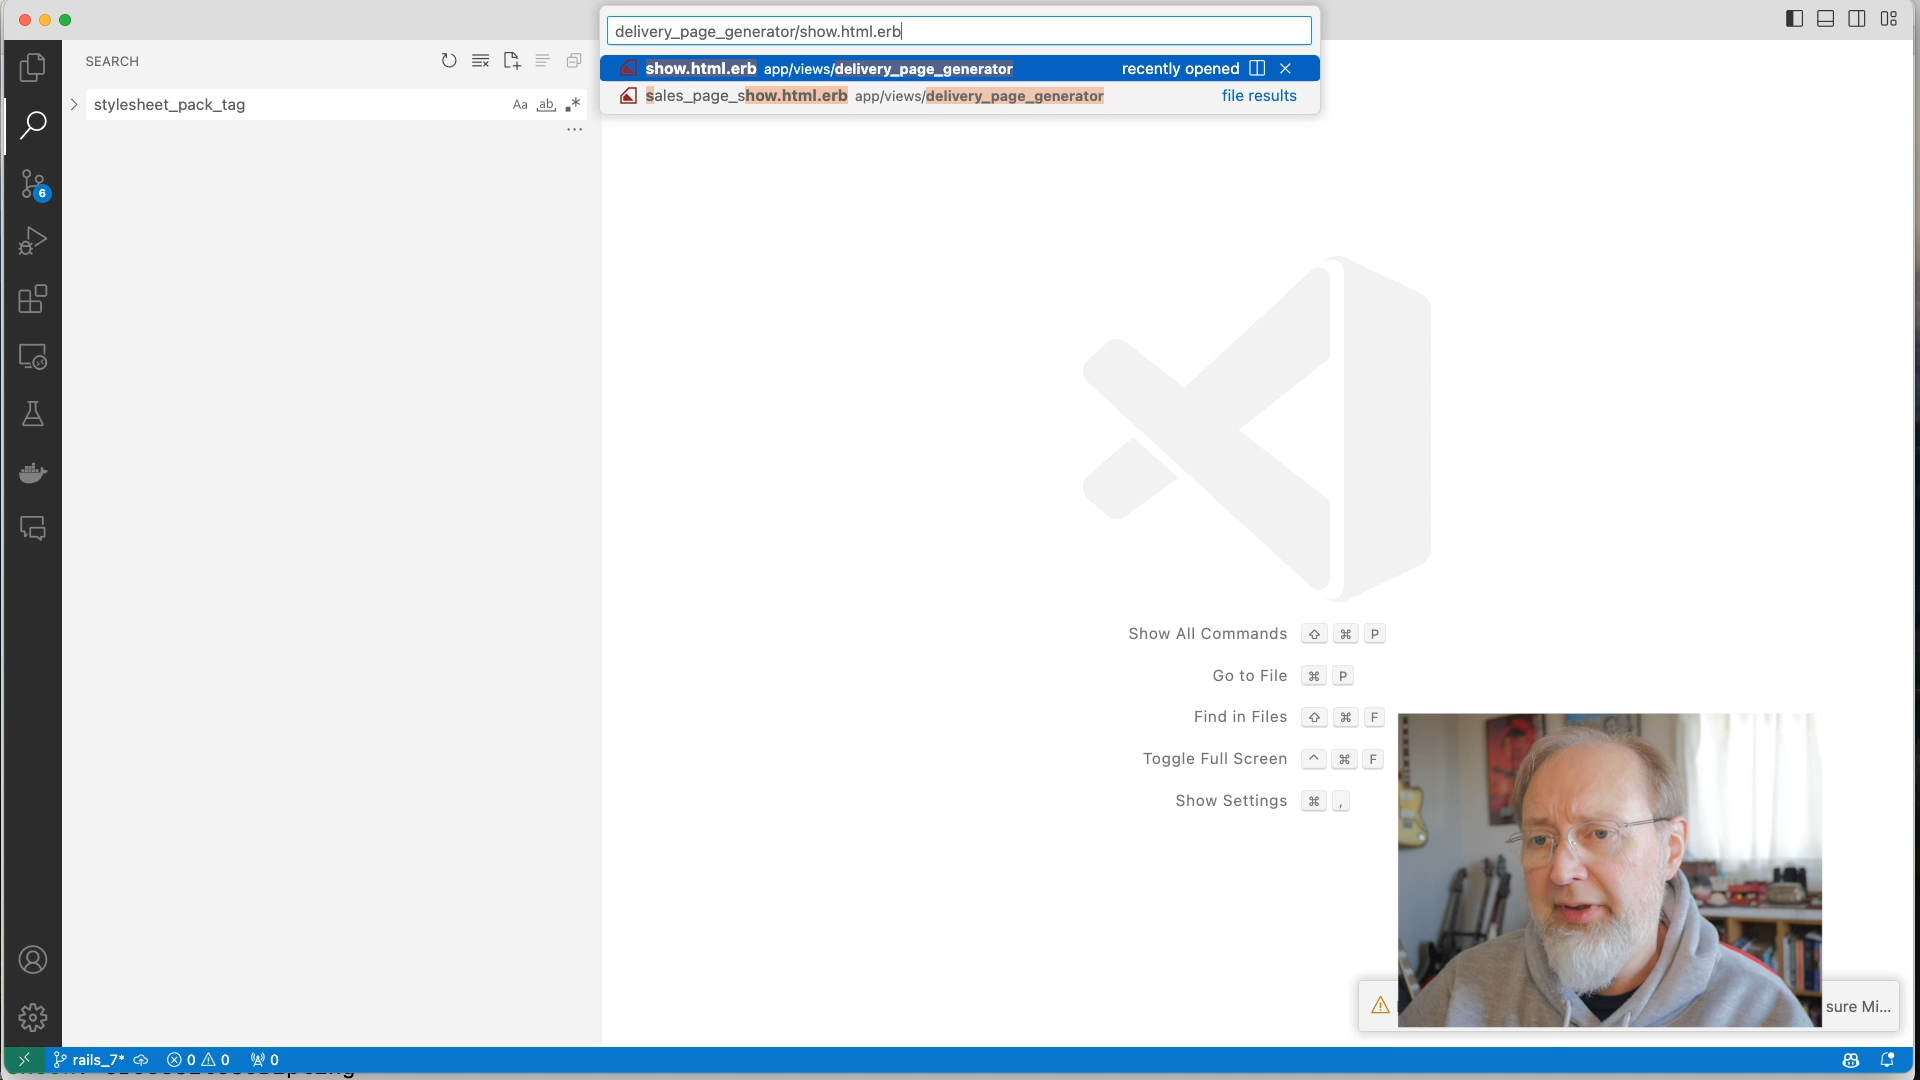 delivery_page_generator/show.html.erb
show.html.erb app/views/delivery_page_generator recently opened
sales_page_show.html.erb app/views/delivery_page_generator file results
SEARCH
stylesheet_pack_tag Aa ab
6
Show All Commands ⇧ ⌘ P
Go to File ⌘ P
Find in Files ⇧ ⌘ F
Toggle Full Screen ^ ⌘ F
Show Settings ⌘ ,
sure Mi...
rails_7* 0 0 0